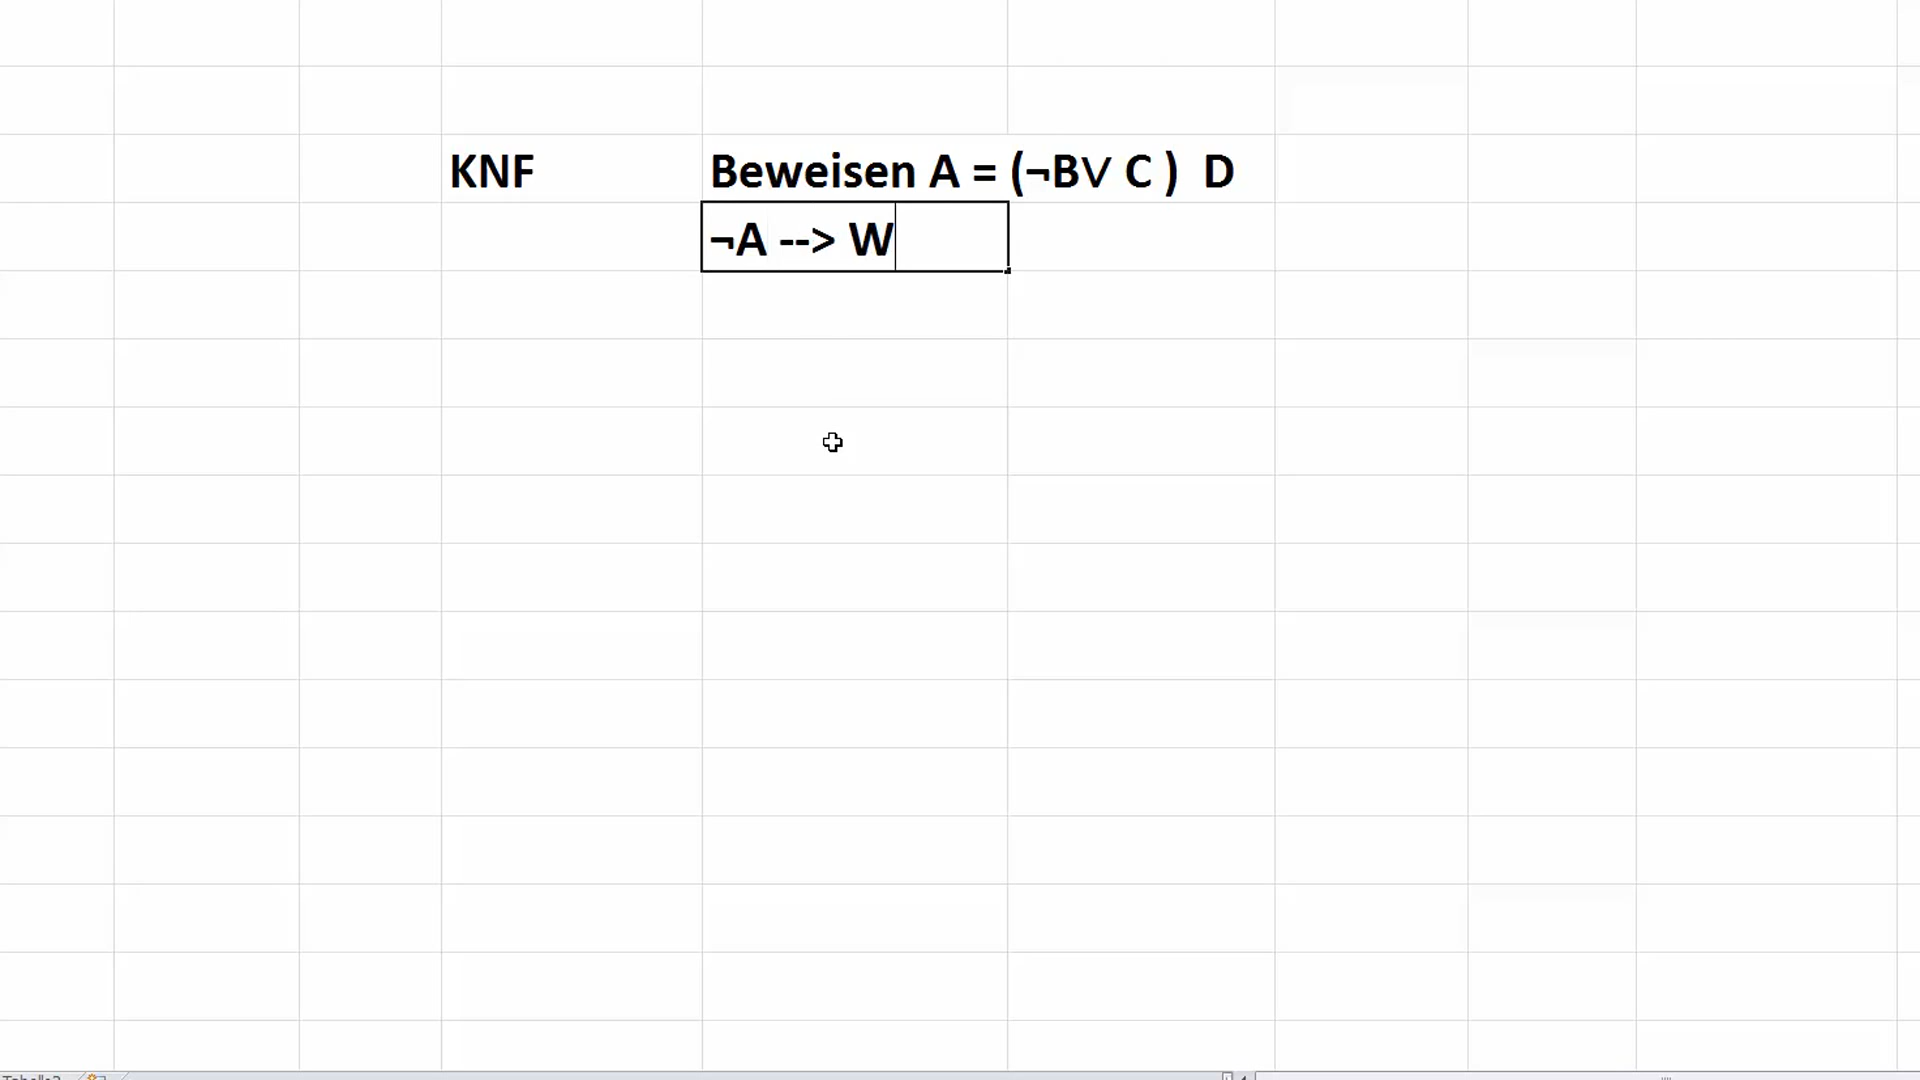 KNF Beweisen A = (¬B∨ C ) D
¬A --> W